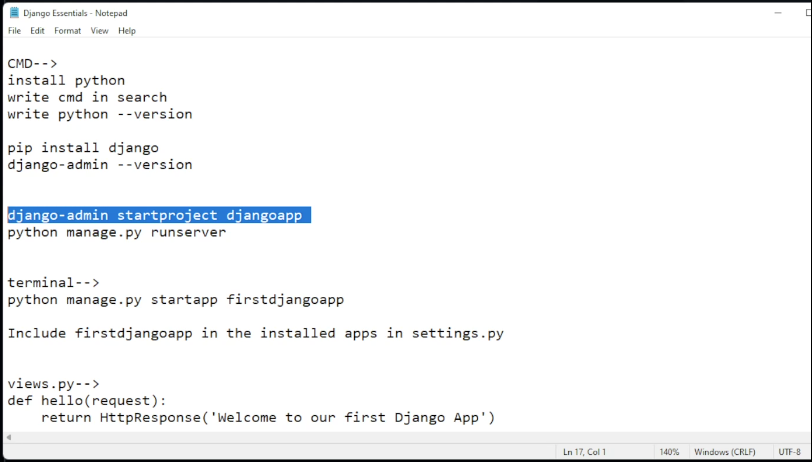 Django Essentials - Notepad
File Edit Format View Help
CMD-->
install python
write cmd in search
write python --version
pip install django
django-admin --version
django-admin startproject djangoapp
python manage.py runserver
terminal-->
python manage.py startapp firstdjangoapp
Include firstdjangoapp in the installed apps in settings.py
views.py-->
def hello(request):
    return HttpResponse('Welcome to our first Django App')
Ln 17, Col 1 140% Windows (CRLF) UTF-8